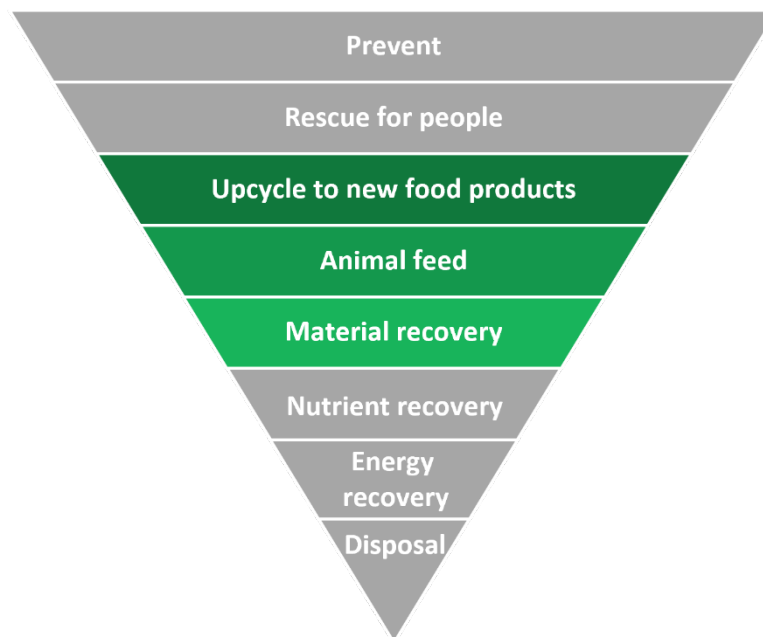 Prevent
Rescue for people
Upcycle to new food products
Animal feed
Material recovery
Nutrient recovery
Energy
recovery
Disposal